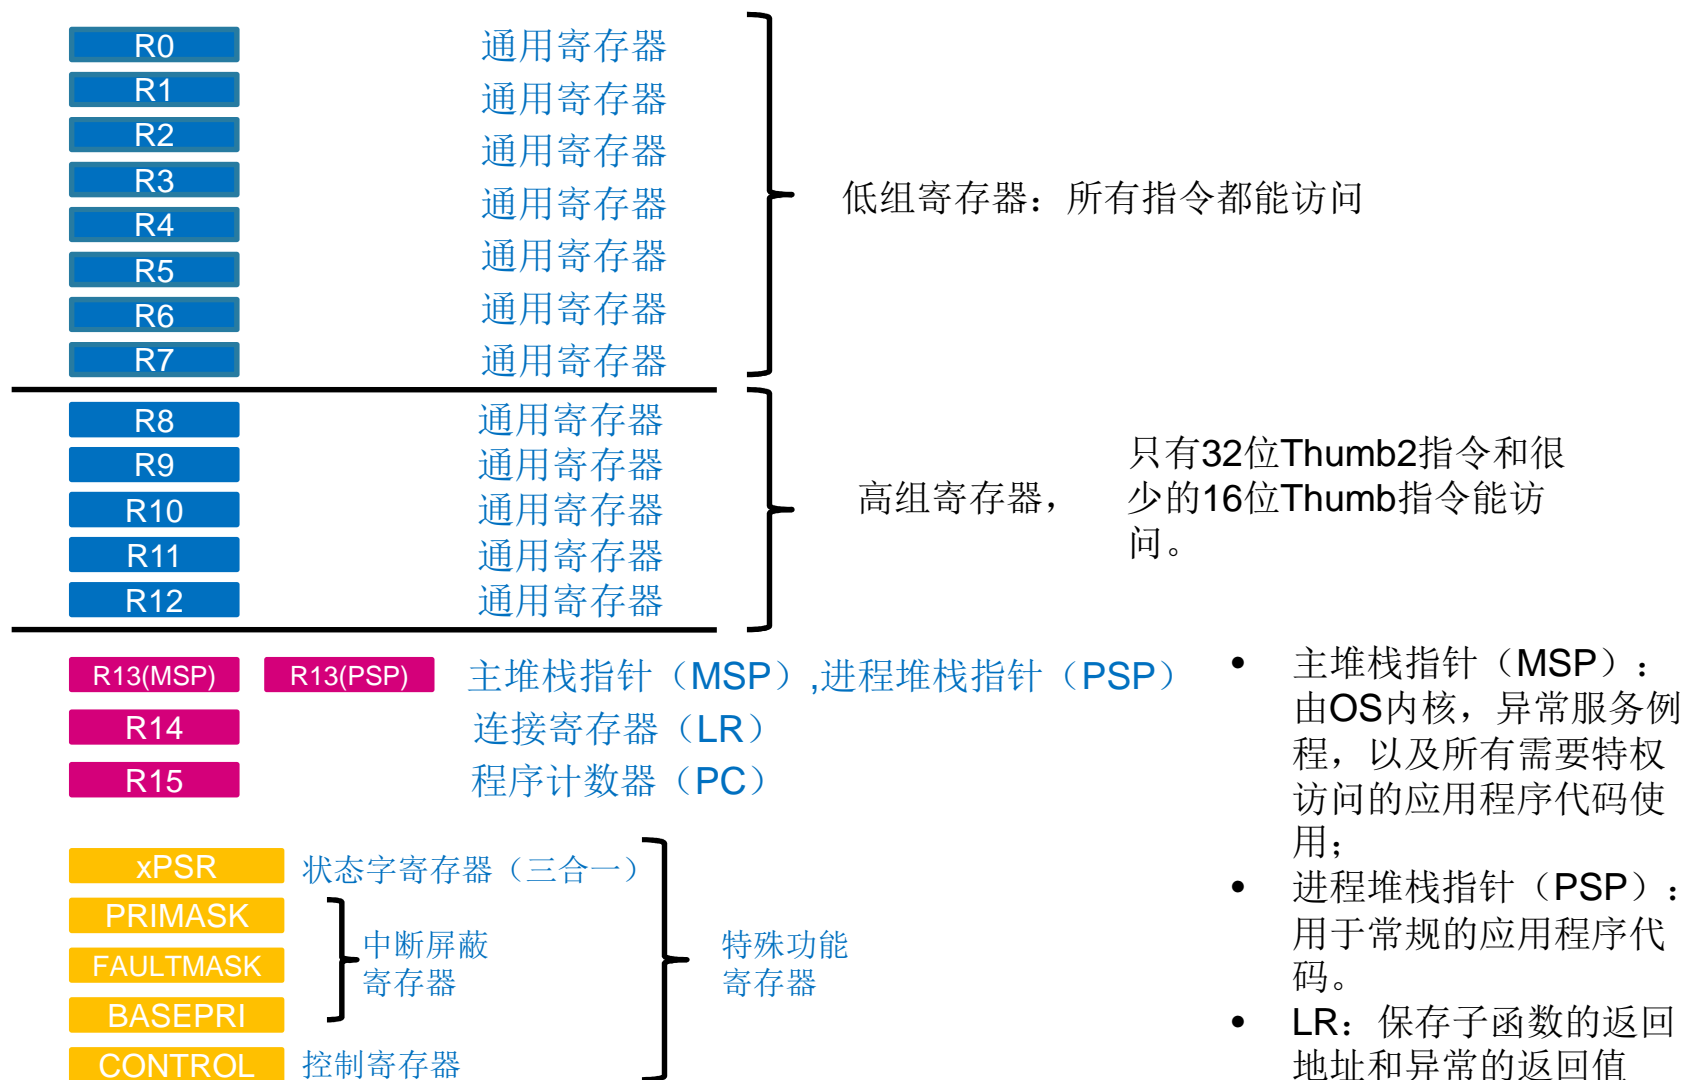 R0 通用寄存器
R1 通用寄存器
R2 通用寄存器
R3 通用寄存器
R4 通用寄存器
R5 通用寄存器
R6 通用寄存器
R7 通用寄存器
低组寄存器：所有指令都能访问
R8 通用寄存器
R9 通用寄存器
R10 通用寄存器
R11 通用寄存器
R12 通用寄存器
高组寄存器，
只有32位Thumb2指令和很
少的16位Thumb指令能访
问。
R13(MSP) R13(PSP) 主堆栈指针（MSP）,进程堆栈指针（PSP）
R14 连接寄存器（LR）
R15 程序计数器（PC）
xPSR 状态字寄存器（三合一）
PRIMASK
FAULTMASK
BASEPRI
中断屏蔽
寄存器
CONTROL 控制寄存器
特殊功能
寄存器
• 主堆栈指针（MSP）：
由OS内核，异常服务例
程，以及所有需要特权
访问的应用程序代码使
用；
• 进程堆栈指针（PSP）：
用于常规的应用程序代
码。
• LR：保存子函数的返回
地址和异常的返回值